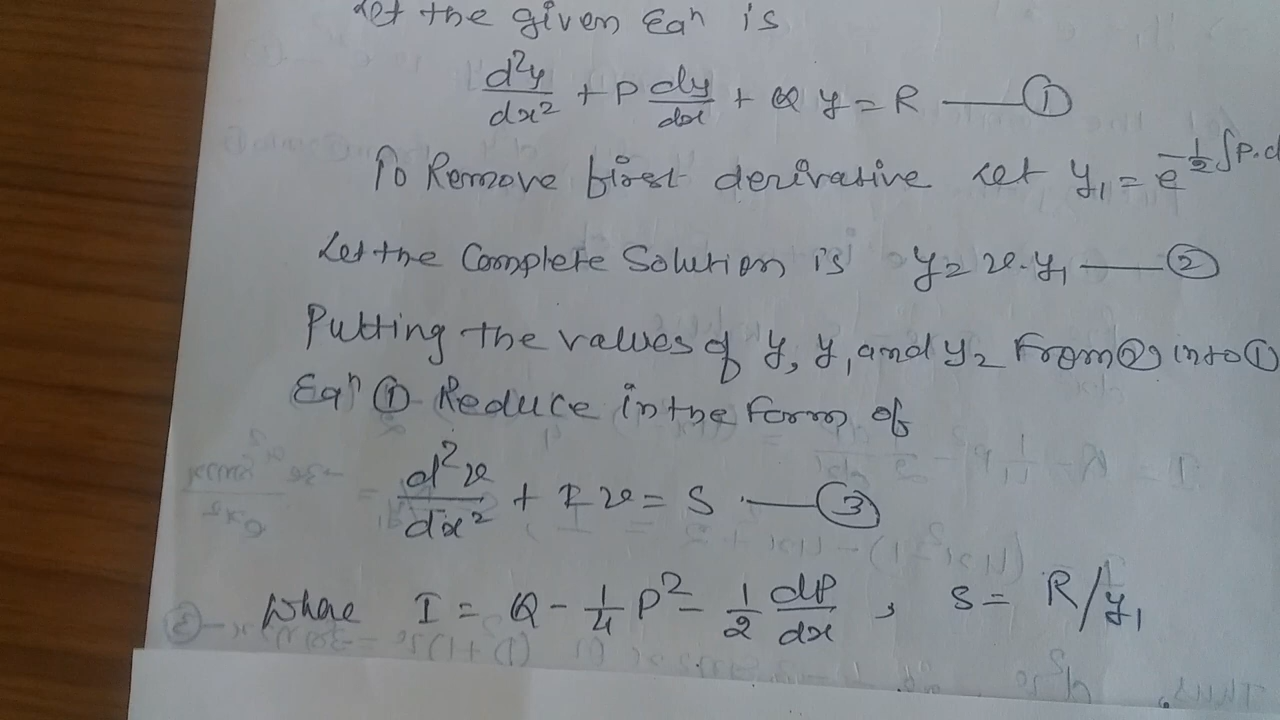 Let the given Eqn is
d²y/dx² + P dy/dx + Q y = R —— ①
To Remove first derivative Let y₁ = e^(-½∫P.d
Let the Complete Solution is y = v.y₁ —— ②
Putting the values of y, y₁ and y₂ From ② into ①
Eqn ① Reduce in the Form of
d²v/dx² + I v = S —— ③
where I = Q - ¼ P² - ½ dP/dx , S = R/y₁